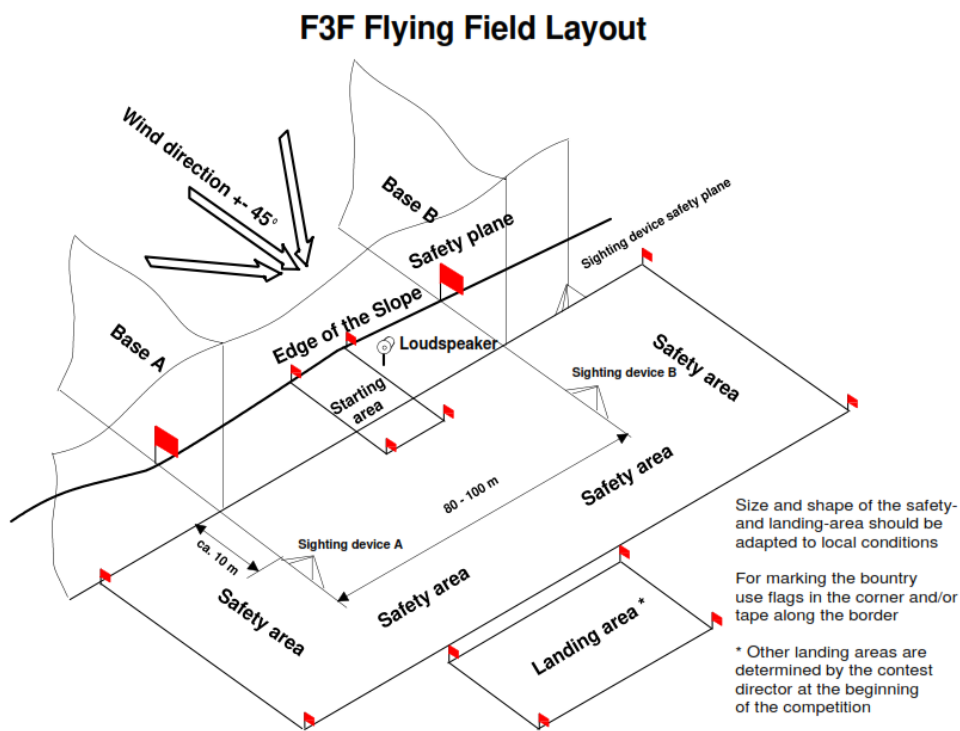 F3F Flying Field Layout
Wind direction +- 45°
Base B
Safety plane
Sighting device safety plane
Base A
Edge of the Slope
Loudspeaker
Starting
area
Sighting device B
Safety area
80 - 100 m
Safety area
ca. 10 m
Sighting device A
Safety area
Safety area
Landing area *
Size and shape of the safety-
and landing-area should be
adapted to local conditions
For marking the bountry
use flags in the corner and/or
tape along the border
* Other landing areas are
determined by the contest
director at the beginning
of the competition